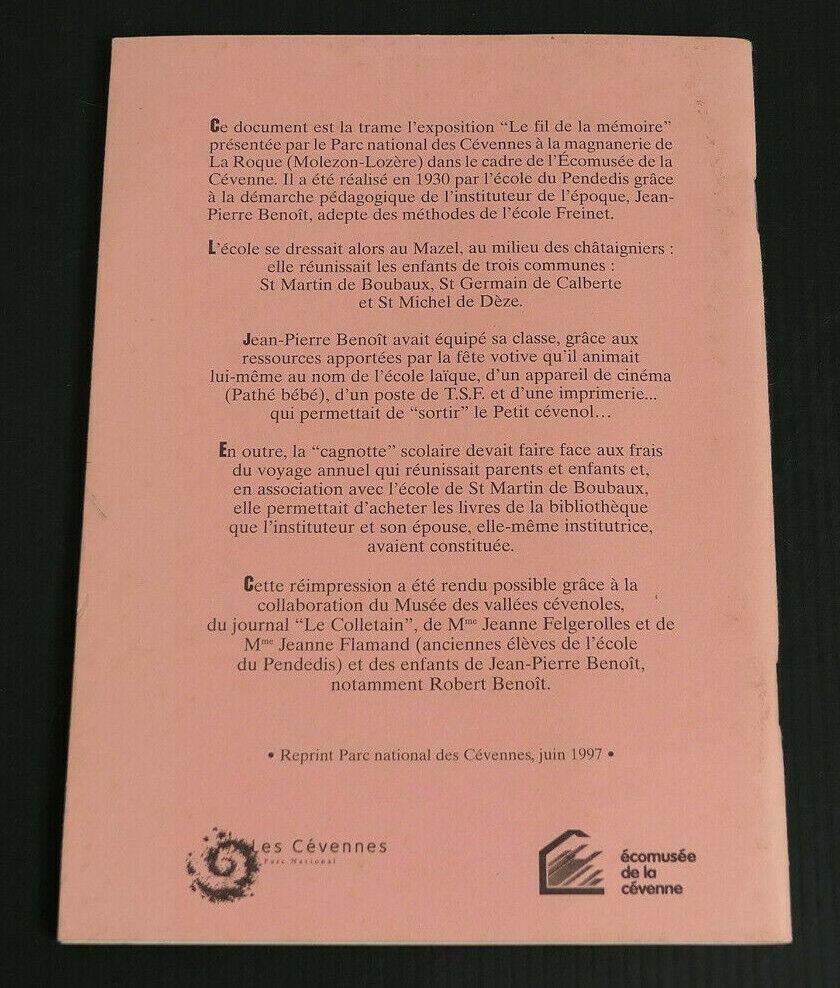 Ce document est la trame l'exposition "Le fil de la mémoire"
présentée par le Parc national des Cévennes à la magnanerie de
La Roque (Molezon-Lozère) dans le cadre de l'Écomusée de la
Cévenne. Il a été réalisé en 1930 par l'école du Pendedis grâce
à la démarche pédagogique de l'instituteur de l'époque, Jean-
Pierre Benoît, adepte des méthodes de l'école Freinet.
L'école se dressait alors au Mazel, au milieu des châtaigniers :
elle réunissait les enfants de trois communes :
St Martin de Boubaux, St Germain de Calberte
et St Michel de Dèze.
Jean-Pierre Benoît avait équipé sa classe, grâce aux
ressources apportées par la fête votive qu'il animait
lui-même au nom de l'école laïque, d'un appareil de cinéma
(Pathé bébé), d'un poste de T.S.F. et d'une imprimerie...
qui permettait de "sortir" le Petit cévenol...
En outre, la "cagnotte" scolaire devait faire face aux frais
du voyage annuel qui réunissait parents et enfants et,
en association avec l'école de St Martin de Boubaux,
elle permettait d'acheter les livres de la bibliothèque
que l'instituteur et son épouse, elle-même institutrice,
avaient constituée.
Cette réimpression a été rendu possible grâce à la
collaboration du Musée des vallées cévenoles,
du journal "Le Colletain", de Mme Jeanne Felgerolles et de
Mme Jeanne Flamand (anciennes élèves de l'école
du Pendedis) et des enfants de Jean-Pierre Benoît,
notamment Robert Benoît.
• Reprint Parc national des Cévennes, juin 1997 •
Les Cévennes
Parc National
écomusée
de la
cévenne